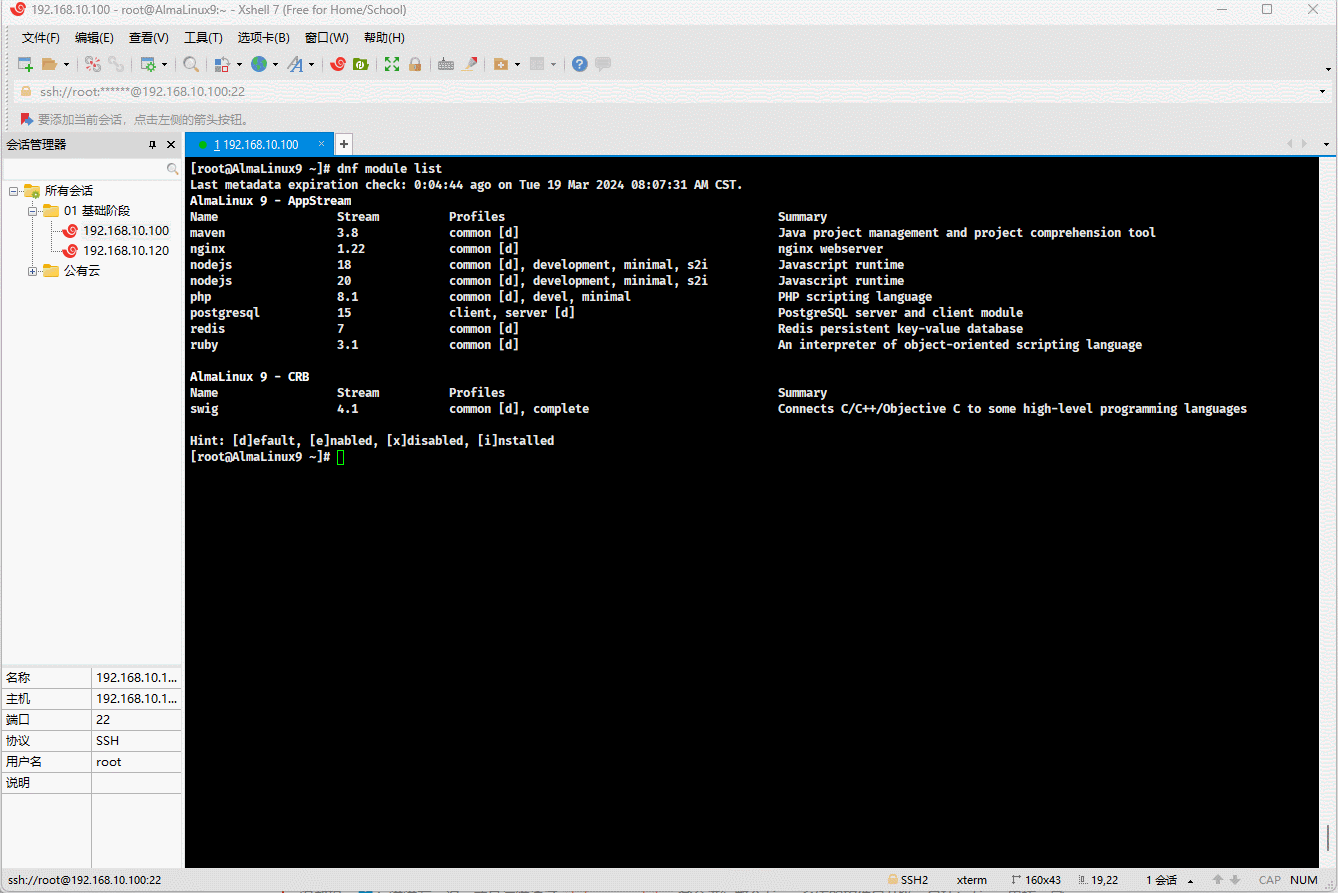 192.168.10.100 - root@AlmaLinux9:~ - Xshell 7 (Free for Home/School)
文件(F) 编辑(E) 查看(V) 工具(T) 选项卡(B) 窗口(W) 帮助(H)
ssh://root:******@192.168.10.100:22
要添加当前会话，点击左侧的箭头按钮。
会话管理器
所有会话
01 基础阶段
192.168.10.100
192.168.10.120
公有云
名称 192.168.10.1...
主机 192.168.10.1...
端口 22
协议 SSH
用户名 root
说明
1 192.168.10.100 × +
[root@AlmaLinux9 ~]# dnf module list
Last metadata expiration check: 0:04:44 ago on Tue 19 Mar 2024 08:07:31 AM CST.
AlmaLinux 9 - AppStream
Name Stream Profiles Summary
maven 3.8 common [d] Java project management and project comprehension tool
nginx 1.22 common [d] nginx webserver
nodejs 18 common [d], development, minimal, s2i Javascript runtime
nodejs 20 common [d], development, minimal, s2i Javascript runtime
php 8.1 common [d], devel, minimal PHP scripting language
postgresql 15 client, server [d] PostgreSQL server and client module
redis 7 common [d] Redis persistent key-value database
ruby 3.1 common [d] An interpreter of object-oriented scripting language
AlmaLinux 9 - CRB
Name Stream Profiles Summary
swig 4.1 common [d], complete Connects C/C++/Objective C to some high-level programming languages
Hint: [d]efault, [e]nabled, [x]disabled, [i]nstalled
[root@AlmaLinux9 ~]#
ssh://root@192.168.10.100:22 SSH2 xterm 160x43 19,22 1 会话 CAP NUM